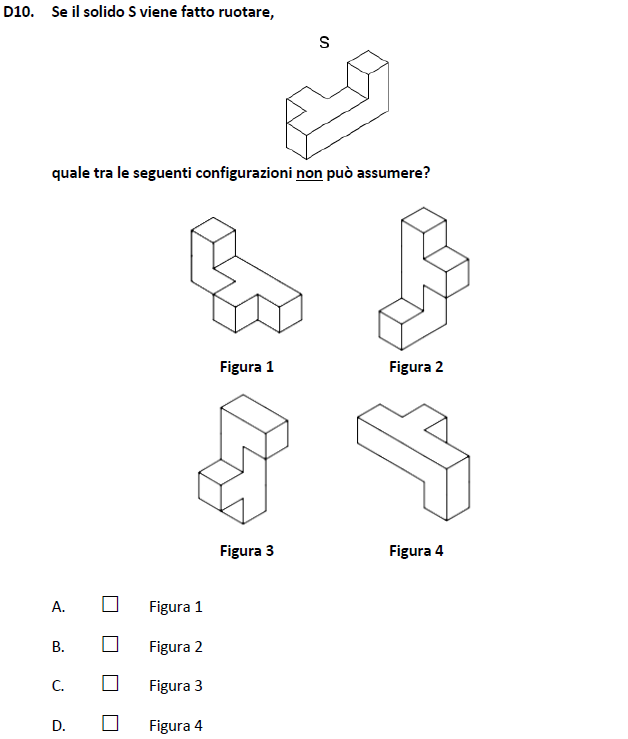 D10. Se il solido S viene fatto ruotare,
S
quale tra le seguenti configurazioni non può assumere?
Figura 1
Figura 2
Figura 3
Figura 4
A. Figura 1
B. Figura 2
C. Figura 3
D. Figura 4